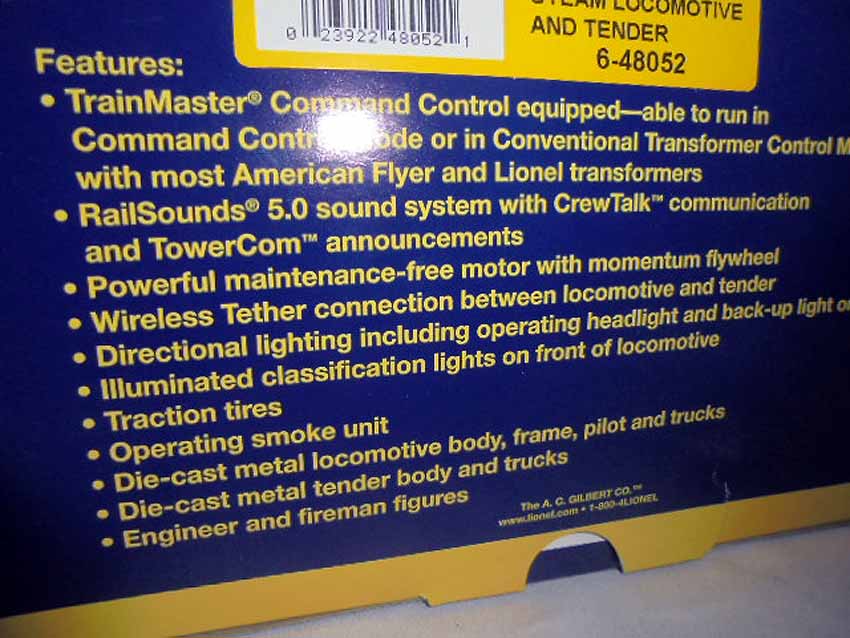 STEAM LOCOMOTIVE
AND TENDER
6-48052
0 23922 48052 1
Features:
• TrainMaster® Command Control equipped—able to run in
Command Control or in Conventional Transformer Control
with most American Flyer and Lionel transformers
• RailSounds® 5.0 sound system with CrewTalk™ communication
and TowerCom™ announcements
• Powerful maintenance-free motor with momentum flywheel
• Wireless Tether connection between locomotive and tender
• Directional lighting including operating headlight and back-up light
• Illuminated classification lights on front of locomotive
• Traction tires
• Operating smoke unit
• Die-cast metal locomotive body, frame, pilot and trucks
• Die-cast metal tender body and trucks
• Engineer and fireman figures
The A. C. GILBERT CO.™
www.lionel.com • 1-800-4LIONEL